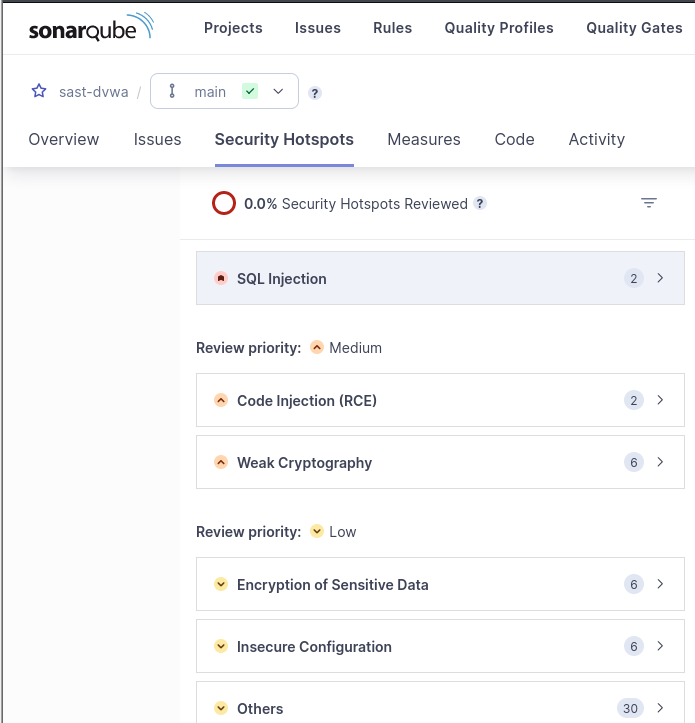 sonarqube Projects Issues Rules Quality Profiles Quality Gates
sast-dvwa / main ?
Overview Issues Security Hotspots Measures Code Activity
0.0% Security Hotspots Reviewed ?
SQL Injection 2
Review priority: Medium
Code Injection (RCE) 2
Weak Cryptography 6
Review priority: Low
Encryption of Sensitive Data 6
Insecure Configuration 6
Others 30